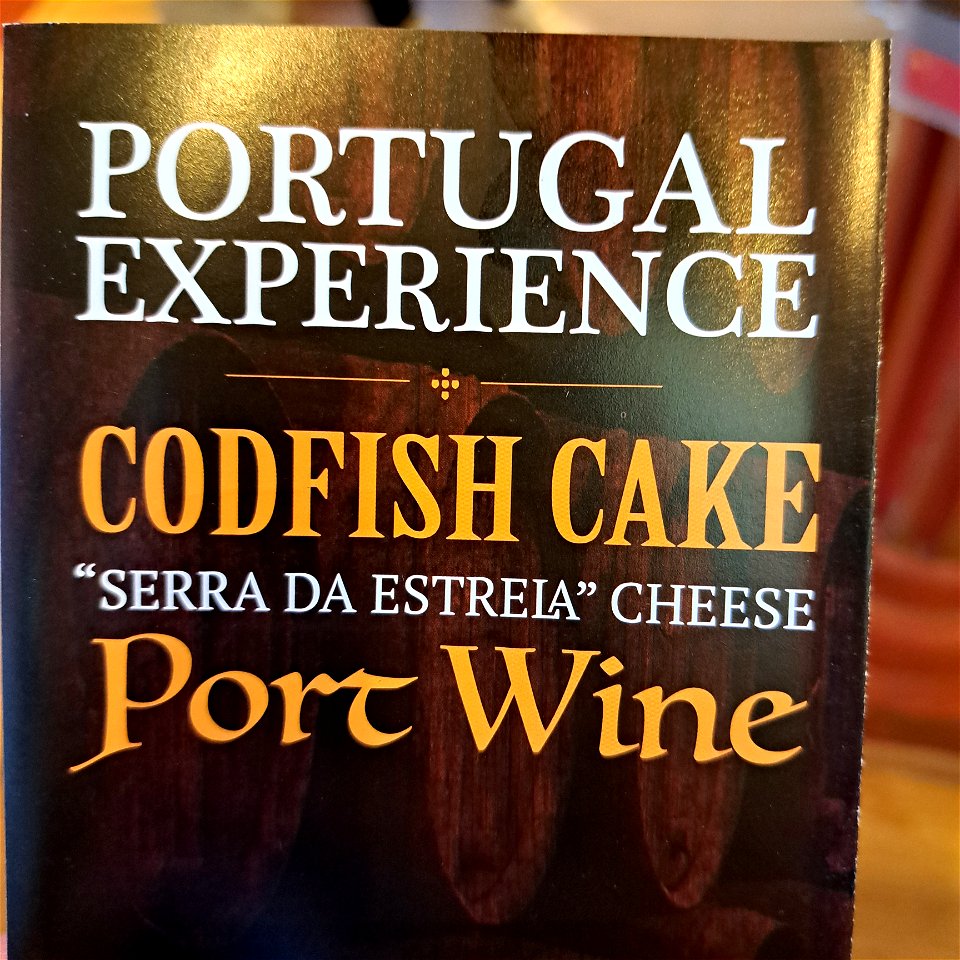 PORTUGAL
EXPERIENCE
CODFISH CAKE
“SERRA DA ESTRELA” CHEESE
Port Wine